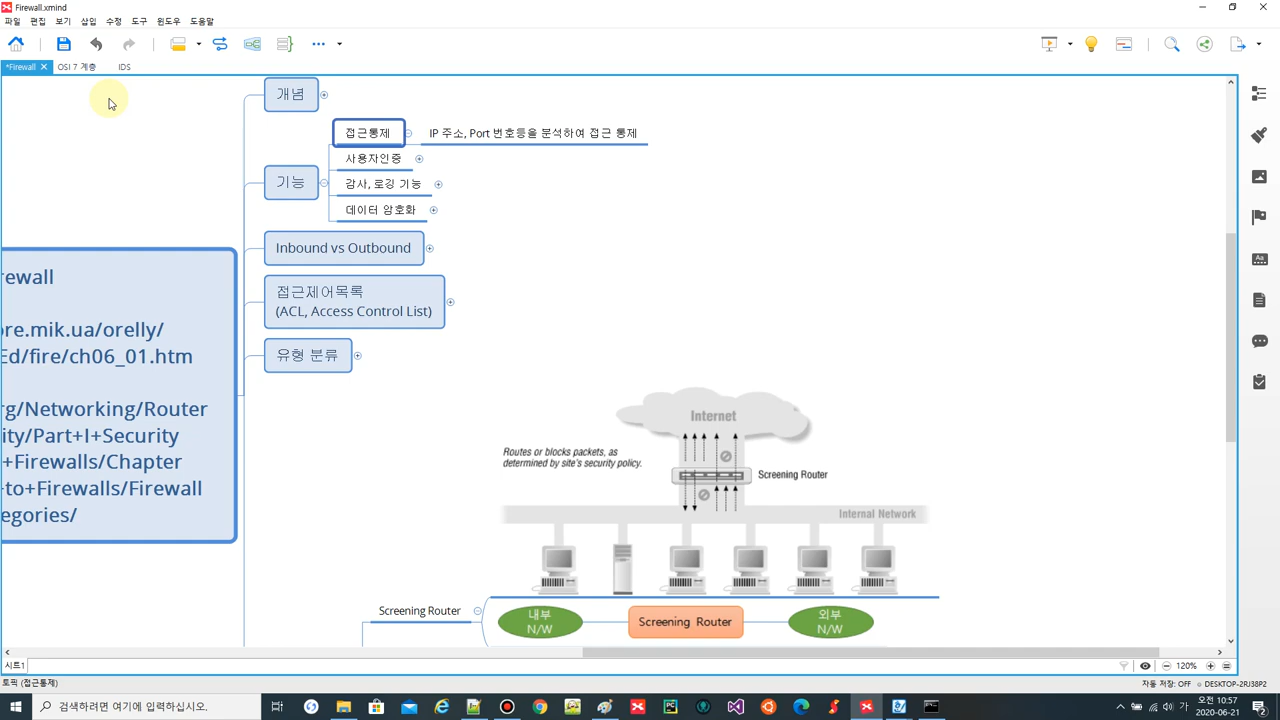 Firewall.xmind
파일 편집 보기 삽입 수정 도구 윈도우 도움말
*Firewall OSI 7 계층 IDS
개념
접근통제 IP 주소, Port 번호등을 분석하여 접근 통제
사용자인증
기능
감사, 로깅 기능
데이터 암호화
Inbound vs Outbound
접근제어목록
(ACL, Access Control List)
유형 분류
rewall
ore.mik.ua/orelly/
Ed/fire/ch06_01.htm
rg/Networking/Router
ity/Part+I+Security
+Firewalls/Chapter
-to+Firewalls/Firewall
egories/
Internet
Routes or blocks packets, as
determined by site's security policy.
Screening Router
Internal Network
Screening Router
내부
N/W
Screening Router
외부
N/W
시트1
120%
토픽 (접근통제)
자동 저장: OFF DESKTOP-2RJ38P2
검색하려면 여기에 입력하십시오.
가
오전 10:57
2020-06-21
2